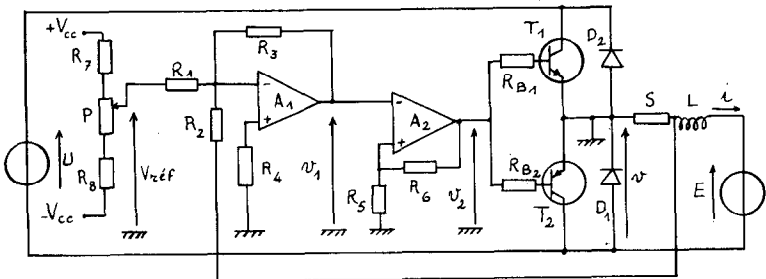 +Vcc
R7
P
U
R8
-Vcc
Vréf
R1
R2
R3
-
A1
+
R4
v1
-
A2
+
R5
R6
v2
RB1
RB2
T1
T2
D2
D1
S
L
i
v
E